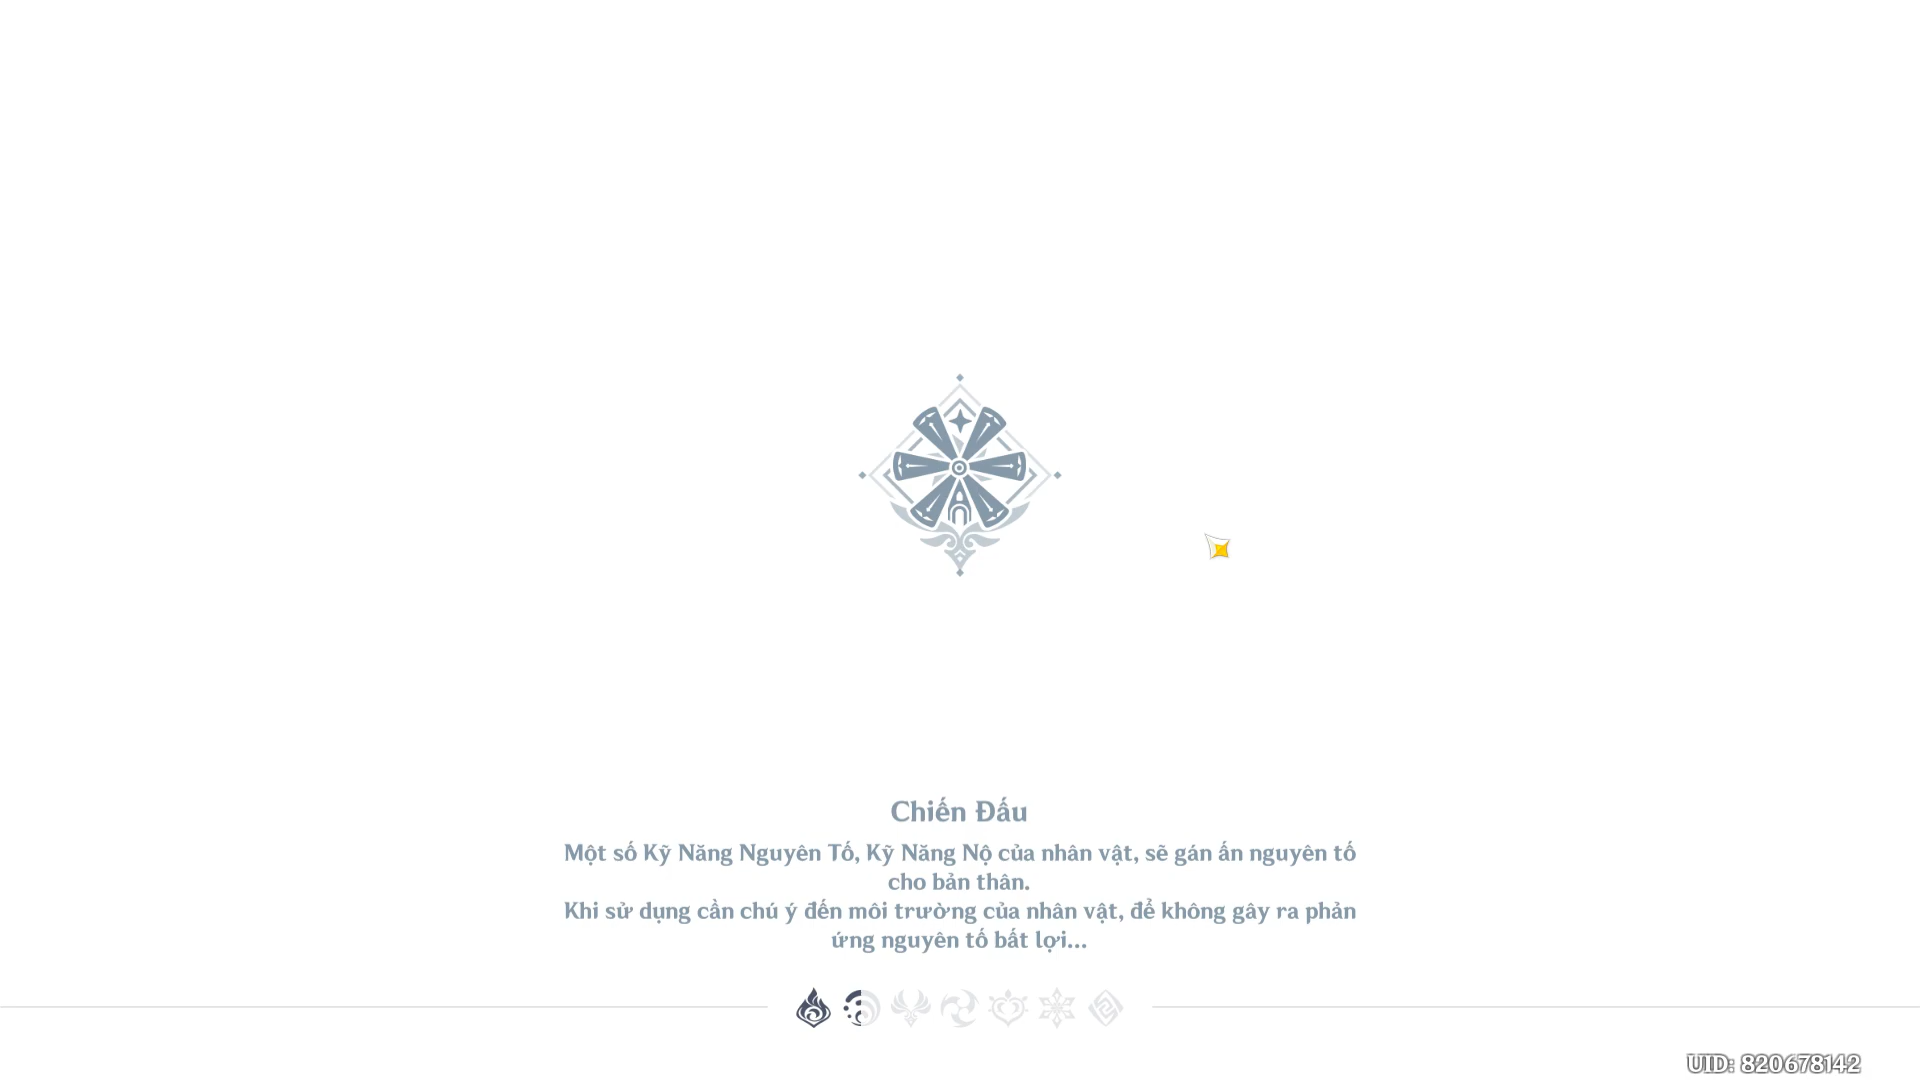 Chiến Đấu
Một số Kỹ Năng Nguyên Tố, Kỹ Năng Nộ của nhân vật, sẽ gán ấn nguyên tố
cho bản thân.
Khi sử dụng cần chú ý đến môi trường của nhân vật, để không gây ra phản
ứng nguyên tố bất lợi...
UID: 820678142